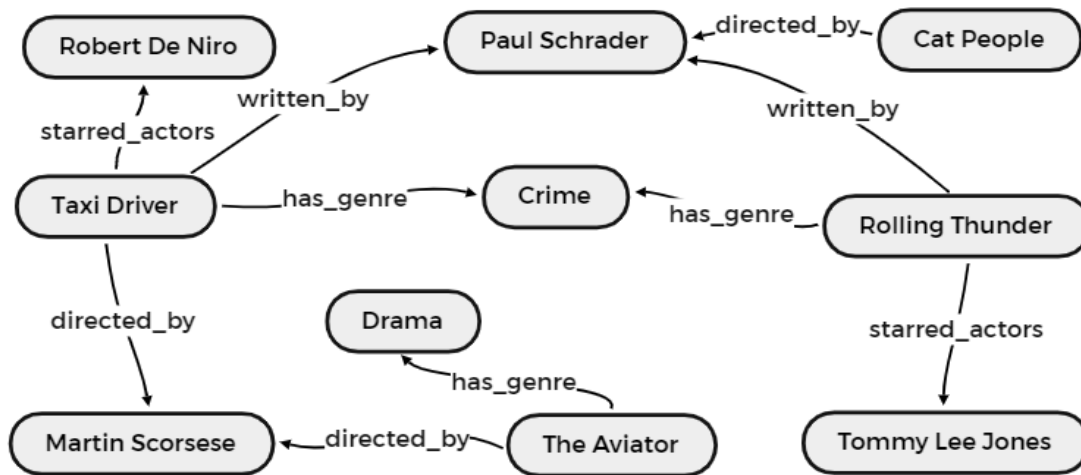 Robert De Niro
Paul Schrader
directed_by
Cat People
written_by
written_by
starred_actors
Taxi Driver
has_genre
Crime
has_genre
Rolling Thunder
directed_by
Drama
starred_actors
has_genre
Martin Scorsese
directed_by
The Aviator
Tommy Lee Jones